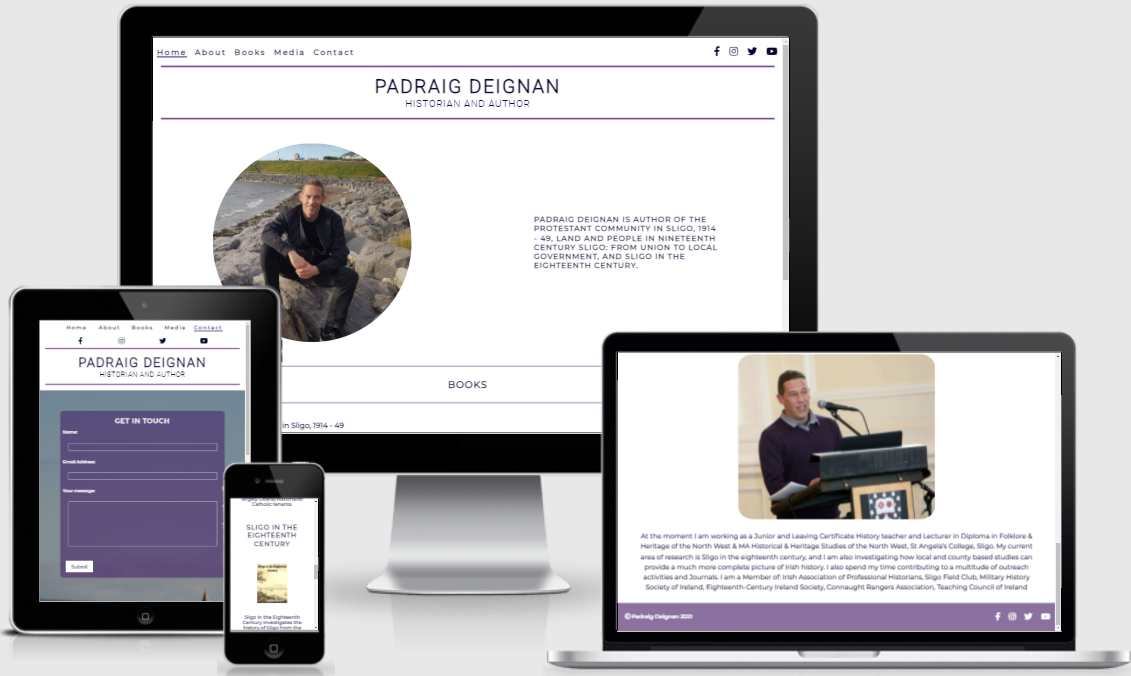 Home About Books Media Contact
PADRAIG DEIGNAN
HISTORIAN AND AUTHOR
PADRAIG DEIGNAN IS AUTHOR OF THE
PROTESTANT COMMUNITY IN SLIGO, 1914
- 49, LAND AND PEOPLE IN NINETEENTH
CENTURY SLIGO: FROM UNION TO LOCAL
GOVERNMENT, AND SLIGO IN THE
EIGHTEENTH CENTURY.
BOOKS
in Sligo, 1914 - 49
Home About Books Media Contact
PADRAIG DEIGNAN
HISTORIAN AND AUTHOR
GET IN TOUCH
Name:
Email Address:
Your message:
Submit
largely Liberal Nationalist
Catholic tenants.
SLIGO IN THE
EIGHTEENTH
CENTURY
Sligo in the Eighteenth
Century investigates the
history of Sligo from the
At the moment I am working as a Junior and Leaving Certificate History teacher and Lecturer in Diploma in Folklore &
Heritage of the North West & MA Historical & Heritage Studies of the North West, St Angela's College, Sligo. My current
area of research is Sligo in the eighteenth century, and I am also investigating how local and county based studies can
provide a much more complete picture of Irish history. I also spend my time contributing to a multitude of outreach
activities and Journals. I am a Member of: Irish Association of Professional Historians, Sligo Field Club, Military History
Society of Ireland, Eighteenth-Century Ireland Society, Connaught Rangers Association, Teaching Council of Ireland
©Padraig Deignan 2021